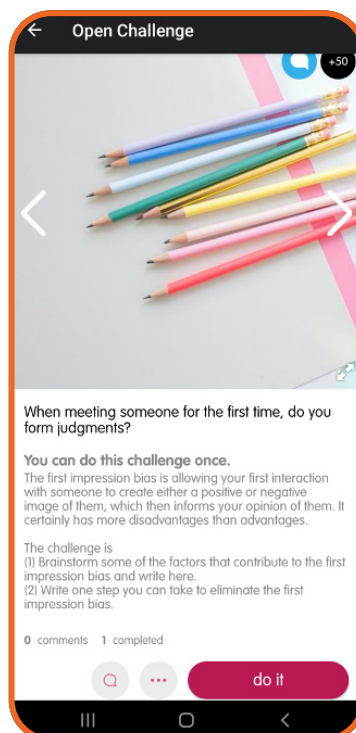 Open Challenge
+50
When meeting someone for the first time, do you
form judgments?
You can do this challenge once.
The first impression bias is allowing your first interaction
with someone to create either a positive or negative
image of them, which then informs your opinion of them. It
certainly has more disadvantages than advantages.
The challenge is
(1) Brainstorm some of the factors that contribute to the first
impression bias and write here.
(2) Write one step you can take to eliminate the first
impression bias.
0 comments 1 completed
do it